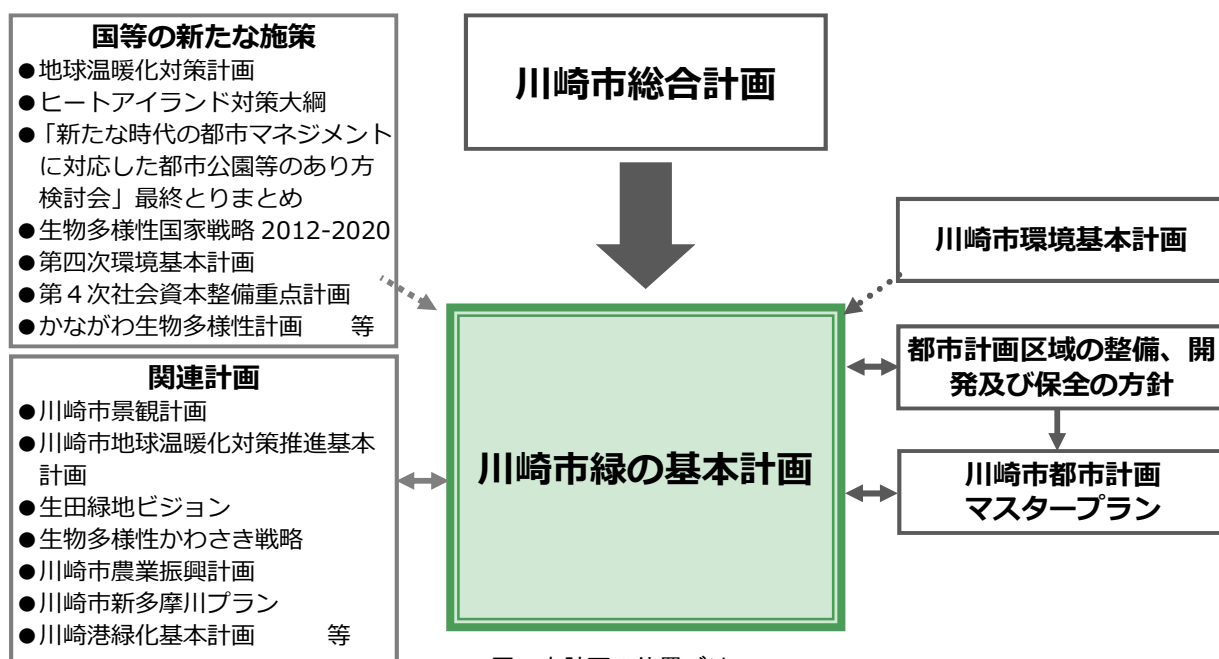 国等の新たな施策
●地球温暖化対策計画
●ヒートアイランド対策大綱
●「新たな時代の都市マネジメント
に対応した都市公園等のあり方
検討会」最終とりまとめ
●生物多様性国家戦略 2012-2020
●第四次環境基本計画
●第４次社会資本整備重点計画
●かながわ生物多様性計画 等
関連計画
●川崎市景観計画
●川崎市地球温暖化対策推進基本
計画
●生田緑地ビジョン
●生物多様性かわさき戦略
●川崎市農業振興計画
●川崎市新多摩川プラン
●川崎港緑化基本計画 等
川崎市総合計画
川崎市緑の基本計画
川崎市環境基本計画
都市計画区域の整備、開
発及び保全の方針
川崎市都市計画
マスタープラン